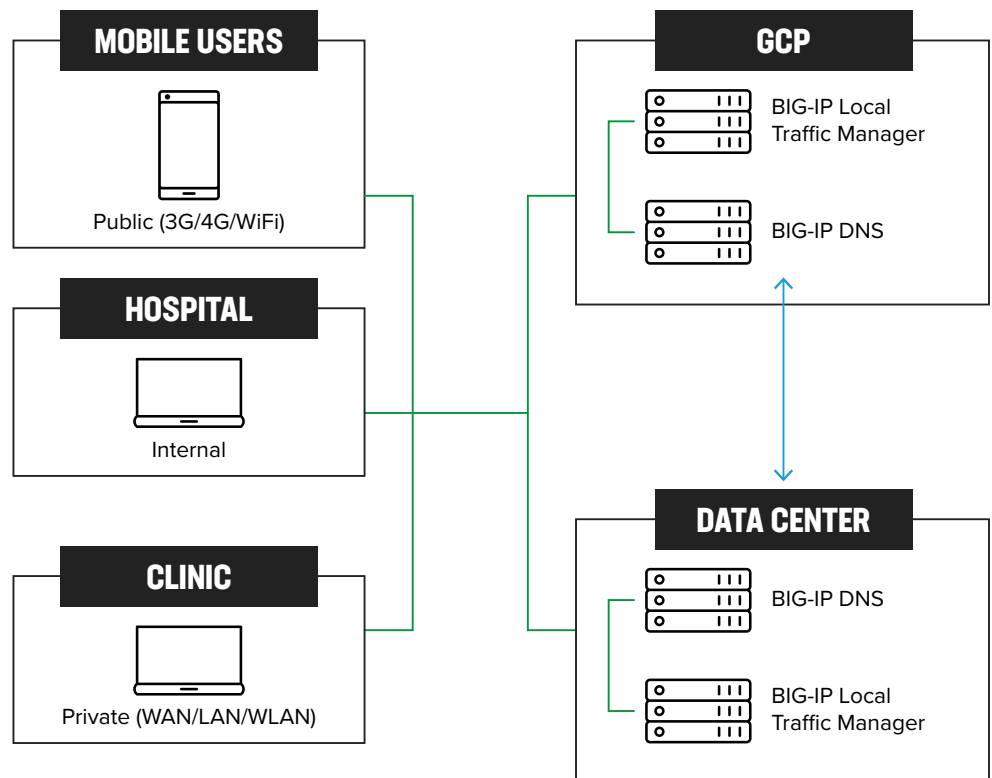 MOBILE USERS
Public (3G/4G/WiFi)
HOSPITAL
Internal
CLINIC
Private (WAN/LAN/WLAN)
GCP
BIG-IP Local
Traffic Manager
BIG-IP DNS
DATA CENTER
BIG-IP DNS
BIG-IP Local
Traffic Manager